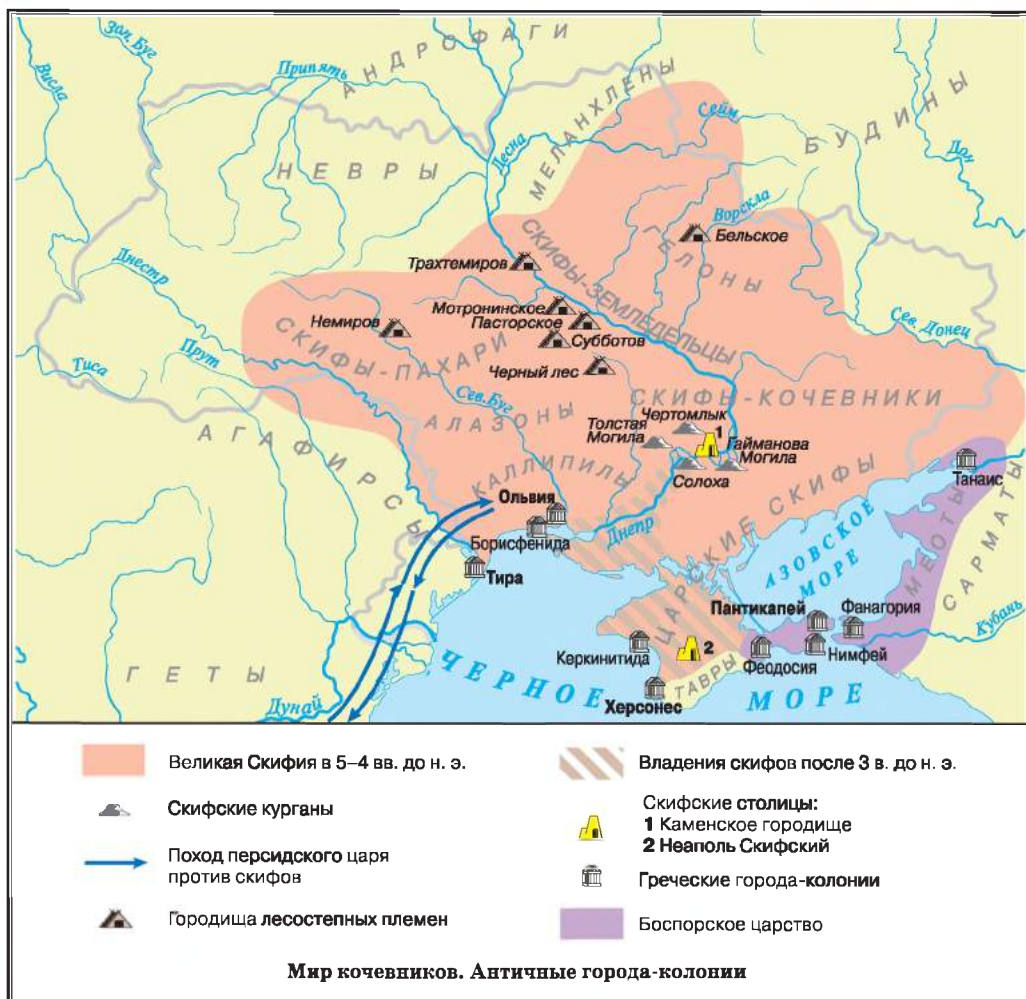 АНДРОФАГИ
Зап. Буг
Висла
Припять
МЕЛАНХЛЕНЫ
Сейм
БУДИНЫ
Дон
НЕВРЫ
Десна
Ворскла
Бельское
ГЕЛОНЫ
Трахтемиров
СКИФЫ-ЗЕМЛЕДЕЛЬЦЫ
Днестр
Мотронинское
Пасторское
Субботов
Немиров
СКИФЫ-ПАХАРИ
Черный лес
Сев. Донец
Прут
Тиса
Сев.Буг
АЛАЗОНЫ
СКИФЫ-КОЧЕВНИКИ
Чертомлык
Толстая
Могила
1
Гайманова
Могила
Солоха
АГАФИРСЫ
КАЛЛИПИДЫ
Ольвия
Борисфенида
Днепр
Тира
ЦАРСКИЕ СКИФЫ
Танаис
АЗОВСКОЕ
МОРЕ
МЕОТЫ
САРМАТЫ
Пантикапей
Фанагория
Кубань
Керкинитида
2
Феодосия
Нимфей
ТАВРЫ
Херсонес
ГЕТЫ
Дунай
ЧЕРНОЕ МОРЕ
Великая Скифия в 5–4 вв. до н. э.
Владения скифов после 3 в. до н. э.
Скифские курганы
Скифские столицы:
1 Каменское городище
2 Неаполь Скифский
Поход персидского царя
против скифов
Греческие города-колонии
Городища лесостепных племен
Боспорское царство
Мир кочевников. Античные города-колонии